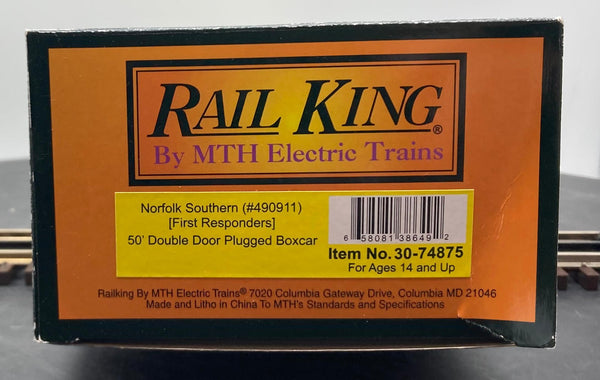 RAIL KING®
By MTH Electric Trains
Norfolk Southern (#490911)
[First Responders]
50' Double Door Plugged Boxcar
6 58081 38649 2
Item No. 30-74875
For Ages 14 and Up
Railking By MTH Electric Trains® 7020 Columbia Gateway Drive, Columbia MD 21046
Made and Litho in China To MTH's Standards and Specifications